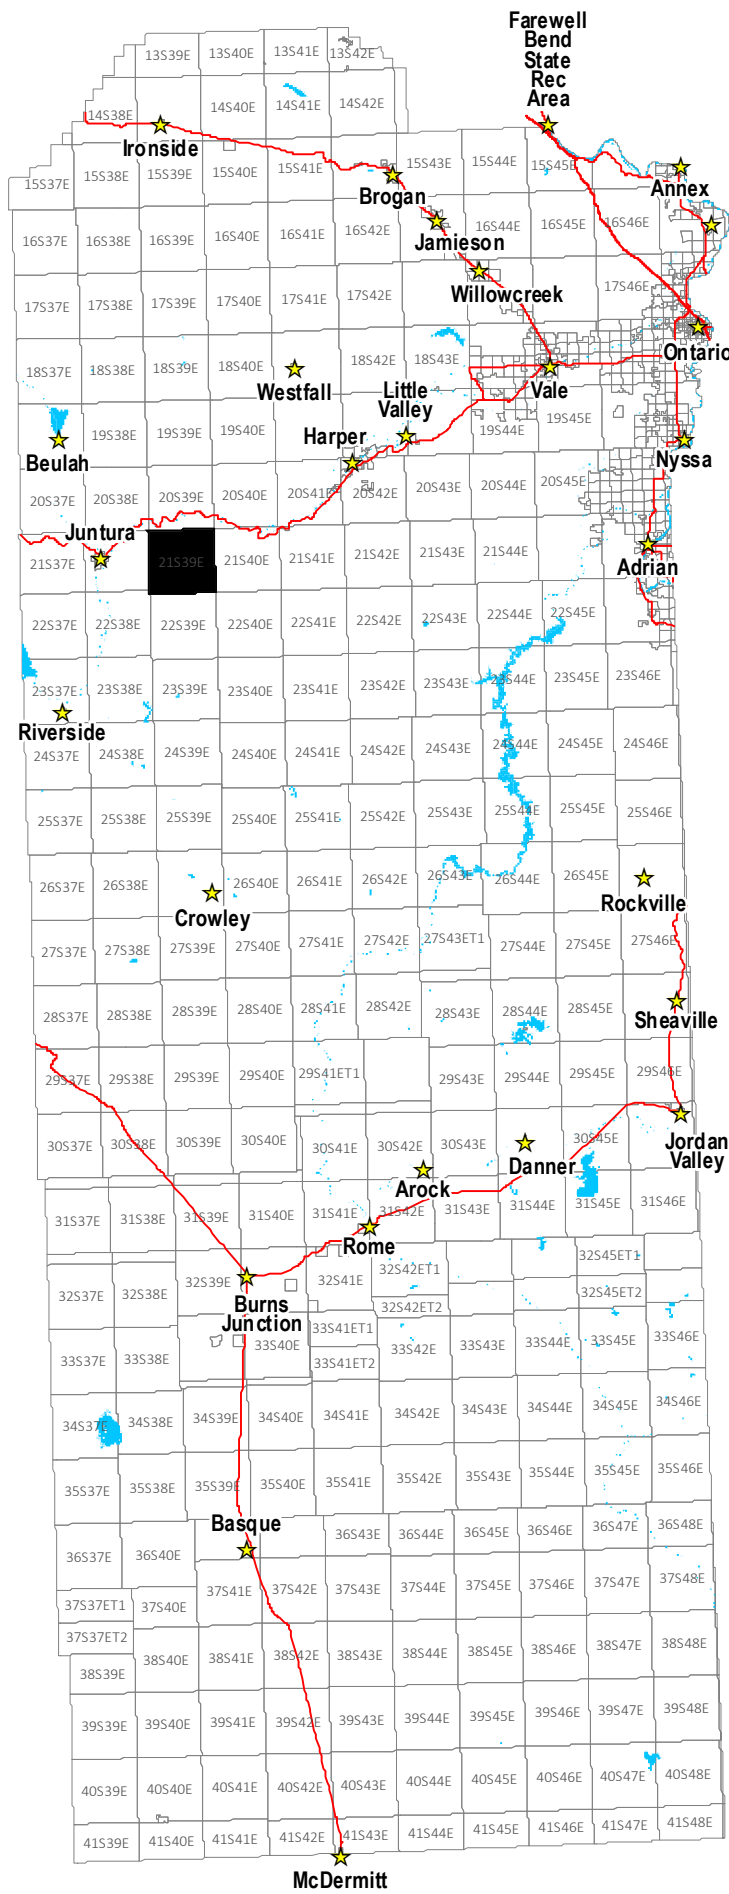 Farewell
Bend
State
Rec
Area
13S39E 13S40E 13S41E 13S42E
14S38E 14S40E 14S41E 14S42E
Ironside
15S37E 15S38E 15S39E 15S40E 15S41E 15S43E 15S44E 15S45E
Brogan
Annex
16S37E 16S38E 16S39E 16S40E 16S41E 16S42E 16S44E 16S45E 16S46E
Jamieson
17S37E 17S38E 17S39E 17S40E 17S41E 17S42E 17S46E
Willowcreek
Ontario
18S37E 18S38E 18S39E 18S40E 18S42E 18S43E
Westfall
Vale
Little
Valley
19S38E 19S39E 19S40E 19S44E 19S45E
Harper
Beulah
Nyssa
20S37E 20S38E 20S39E 20S40E 20S41E 20S42E 20S43E 20S44E 20S45E
Juntura
21S37E 21S39E 21S40E 21S41E 21S42E 21S43E 21S44E
Adrian
22S37E 22S38E 22S39E 22S40E 22S41E 22S42E 22S43E 22S44E 22S45E
23S37E 23S38E 23S39E 23S40E 23S41E 23S42E 23S43E 23S44E 23S45E 23S46E
Riverside
24S37E 24S38E 24S39E 24S40E 24S41E 24S42E 24S43E 24S44E 24S45E 24S46E
25S37E 25S38E 25S39E 25S40E 25S41E 25S42E 25S43E 25S44E 25S45E 25S46E
26S37E 26S38E 26S40E 26S41E 26S42E 26S43E 26S44E 26S45E
Crowley
Rockville
27S37E 27S38E 27S39E 27S40E 27S41E 27S42E 27S43ET1 27S44E 27S45E 27S46E
28S37E 28S38E 28S39E 28S40E 28S41E 28S42E 28S43E 28S44E 28S45E
Sheaville
29S37E 29S38E 29S39E 29S40E 29S41ET1 29S43E 29S44E 29S45E 29S46E
30S37E 30S38E 30S39E 30S40E 30S41E 30S42E 30S43E 30S45E
Jordan
Valley
Danner
Arock
31S37E 31S38E 31S39E 31S40E 31S41E 31S42E 31S43E 31S44E 31S45E 31S46E
Rome
32S37E 32S38E 32S39E 32S41E 32S42ET1 32S45ET1
32S42ET2 32S45ET2
Burns
Junction
33S37E 33S38E 33S40E 33S41ET1 33S42E 33S43E 33S44E 33S45E 33S46E
33S41ET2
34S37E 34S38E 34S39E 34S40E 34S41E 34S42E 34S43E 34S44E 34S45E 34S46E
35S37E 35S38E 35S39E 35S40E 35S41E 35S42E 35S43E 35S44E 35S45E 35S46E
Basque
36S37E 36S40E 36S43E 36S44E 36S45E 36S46E 36S47E 36S48E
37S37ET1 37S40E 37S41E 37S42E 37S43E 37S44E 37S45E 37S46E 37S47E 37S48E
37S37ET2
38S39E 38S40E 38S41E 38S42E 38S43E 38S44E 38S45E 38S46E 38S47E 38S48E
39S39E 39S40E 39S41E 39S42E 39S43E 39S44E 39S45E 39S46E 39S47E 39S48E
40S39E 40S40E 40S41E 40S42E 40S43E 40S44E 40S45E 40S46E 40S47E 40S48E
41S39E 41S40E 41S41E 41S42E 41S43E 41S44E 41S45E 41S46E 41S47E 41S48E
McDermitt